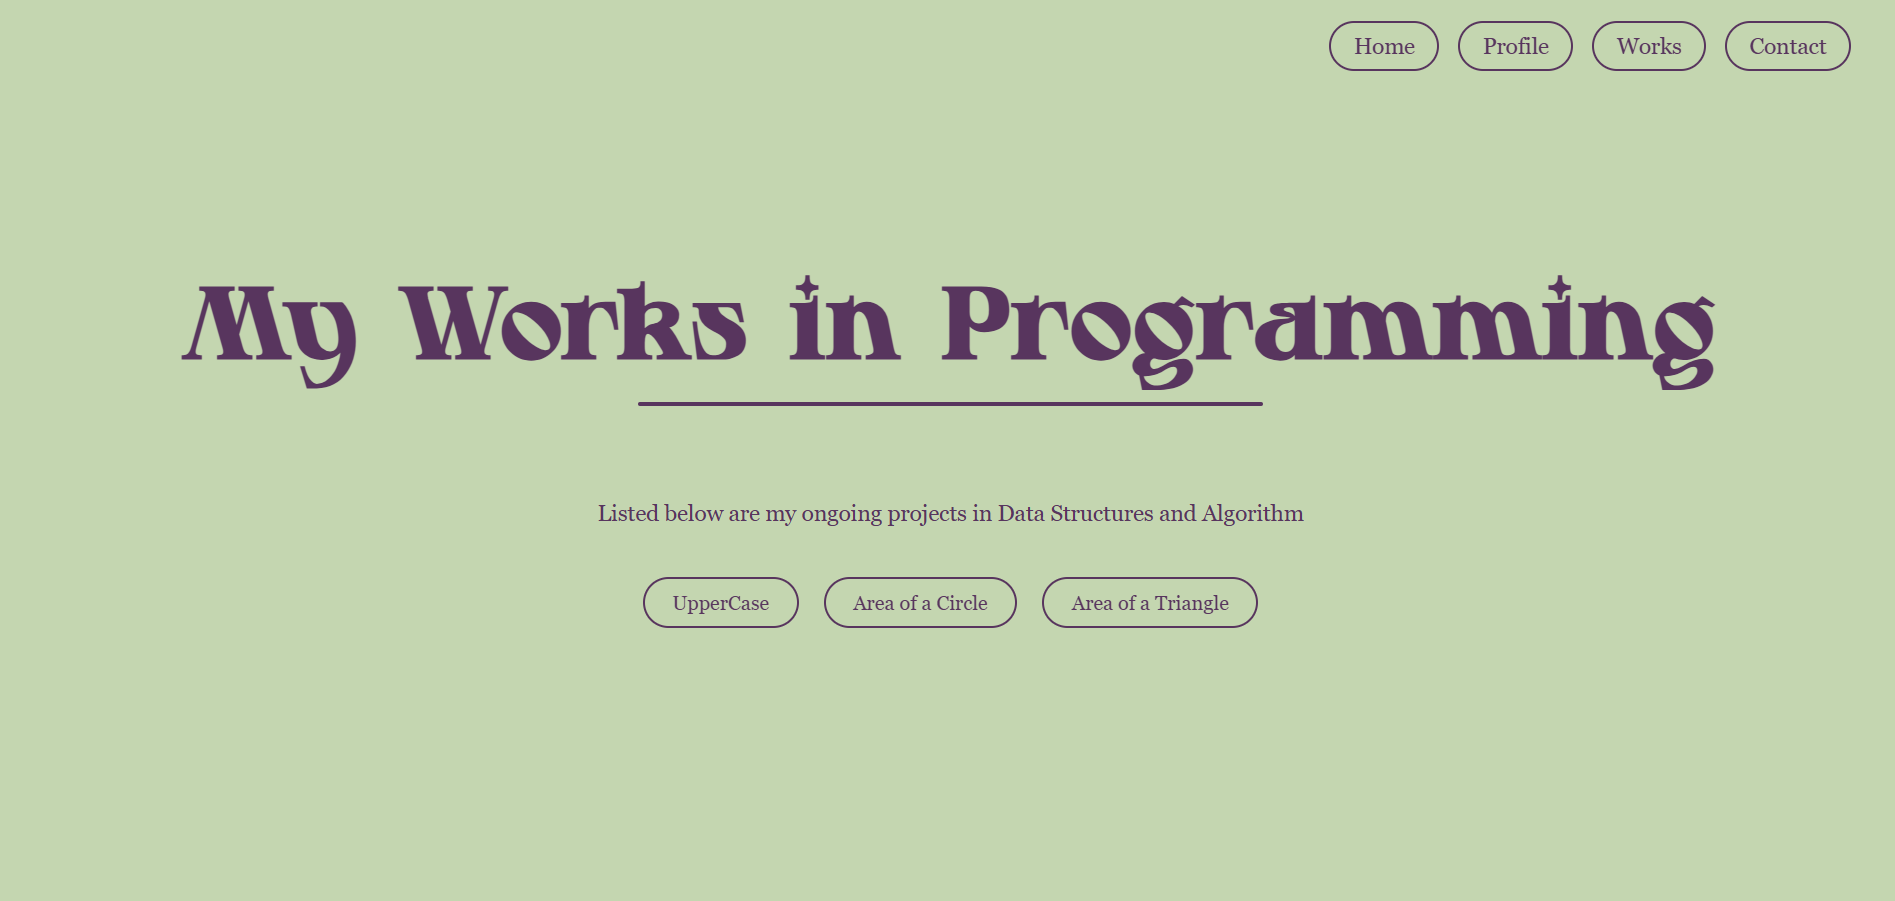 Home Profile Works Contact
My Works in Programming
Listed below are my ongoing projects in Data Structures and Algorithm
UpperCase Area of a Circle Area of a Triangle